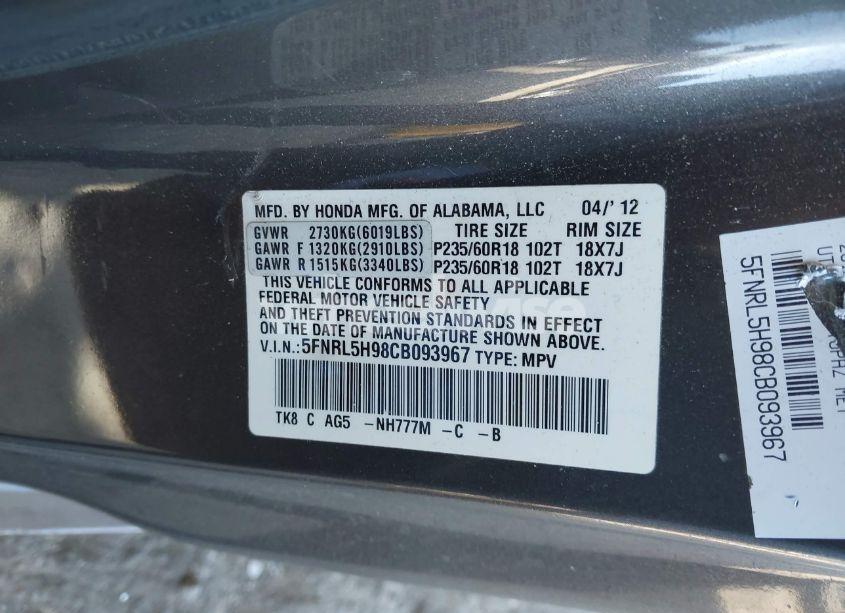 MFD. BY HONDA MFG. OF ALABAMA, LLC 04/'12
GVWR 2730KG(6019LBS) TIRE SIZE RIM SIZE
GAWR F 1320KG(2910LBS) P235/60R18 102T 18X7J
GAWR R 1515KG(3340LBS) P235/60R18 102T 18X7J
THIS VEHICLE CONFORMS TO ALL APPLICABLE
FEDERAL MOTOR VEHICLE SAFETY
AND THEFT PREVENTION STANDARDS IN EFFECT
ON THE DATE OF MANUFACTURE SHOWN ABOVE.
V.I.N.: 5FNRL5H98CB093967 TYPE: MPV
TK8 C AG5 -NH777M -C -B
5FNRL5H98CB093967